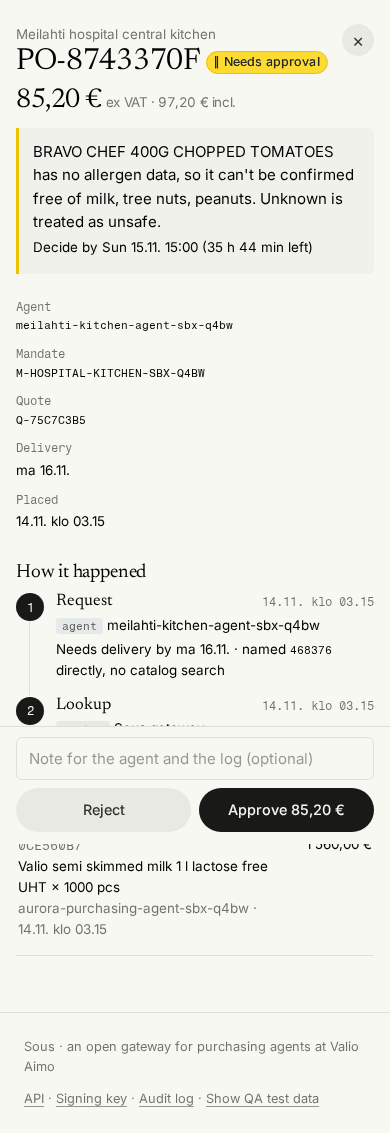 Meilahti hospital central kitchen
PO-8743370F Needs approval
×
85,20 € ex VAT · 97,20 € incl.
BRAVO CHEF 400G CHOPPED TOMATOES
has no allergen data, so it can't be confirmed
free of milk, tree nuts, peanuts. Unknown is
treated as unsafe.
Decide by Sun 15.11. 15:00 (35 h 44 min left)
Agent
meilahti-kitchen-agent-sbx-q4bw
Mandate
M-HOSPITAL-KITCHEN-SBX-Q4BW
Quote
Q-75C7C3B5
Delivery
ma 16.11.
Placed
14.11. klo 03.15
How it happened
1 Request 14.11. klo 03.15
agent meilahti-kitchen-agent-sbx-q4bw
Needs delivery by ma 16.11. · named 468376
directly, no catalog search
2 Lookup 14.11. klo 03.15
Note for the agent and the log (optional)
Reject Approve 85,20 €
0CE560B7 1 360,00 €
Valio semi skimmed milk 1 l lactose free
UHT × 1000 pcs
aurora-purchasing-agent-sbx-q4bw ·
14.11. klo 03.15
Sous · an open gateway for purchasing agents at Valio
Aimo
API · Signing key · Audit log · Show QA test data